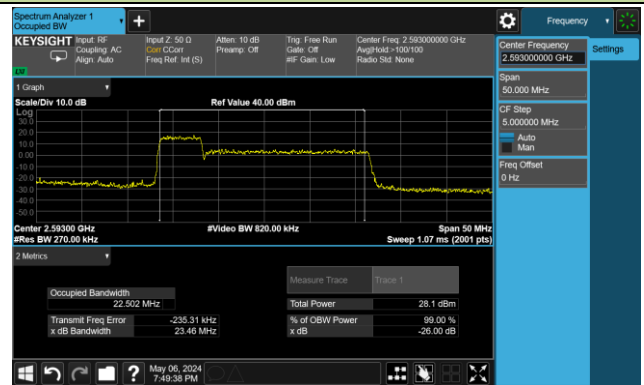 Spectrum Analyzer 1
Occupied BW
Frequency
KEYSIGHT
Input: RF
Coupling: AC
Align: Auto
Input Z: 50 Ω
Corr CCorr
Freq Ref: Int (S)
Atten: 10 dB
Preamp: Off
Trig: Free Run
Gate: Off
#IF Gain: Low
Center Freq: 2.593000000 GHz
Avg|Hold:>100/100
Radio Std: None
Center Frequency
2.593000000 GHz
Settings
Span
50.000 MHz
CF Step
5.000000 MHz
Auto
Man
Freq Offset
0 Hz
1 Graph
Scale/Div 10.0 dB
Ref Value 40.00 dBm
Log
30.0
20.0
10.0
0.00
-10.0
-20.0
-30.0
-40.0
-50.0
Center 2.59300 GHz
#Video BW 820.00 kHz
Span 50 MHz
#Res BW 270.00 kHz
Sweep 1.07 ms (2001 pts)
2 Metrics
Measure Trace
Trace 1
Occupied Bandwidth
22.502 MHz
Total Power
28.1 dBm
Transmit Freq Error
-235.31 kHz
% of OBW Power
99.00 %
x dB Bandwidth
23.46 MHz
x dB
-26.00 dB
May 06, 2024
7:49:38 PM